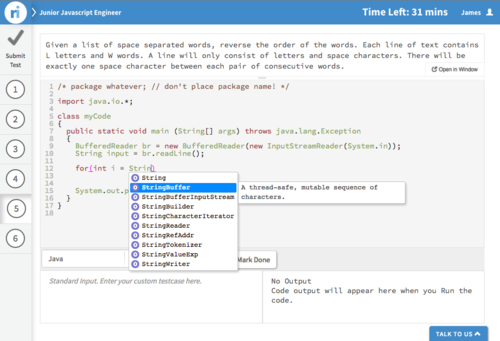 ri
Junior Javascript Engineer
Time Left: 31 mins
James
Submit
Test
1
2
3
4
5
6
Given a list of space separated words, reverse the order of the words. Each line of text contains
L letters and W words. A line will only consist of letters and space characters. There will be
exactly one space character between each pair of consecutive words.
Open in Window
1 /* package whatever; // don't place package name! */
2
3 import java.io.*;
4
5 class myCode
6 {
7 public static void main (String[] args) throws java.lang.Exception
8 {
9 BufferedReader br = new BufferedReader(new InputStreamReader(System.in));
10 String input = br.readLine();
11
12 for(int i = Strin)
13
14
15 System.out.p
16 }
17 }
18
String
StringBuffer
StringBufferInputStream
StringBuilder
StringCharacterIterator
StringReader
StringRefAddr
StringTokenizer
StringValueExp
StringWriter
A thread-safe, mutable sequence of
characters.
Java
Mark Done
Standard Input. Enter your custom testcase here.
No Output
Code output will appear here when you Run the
code.
TALK TO US